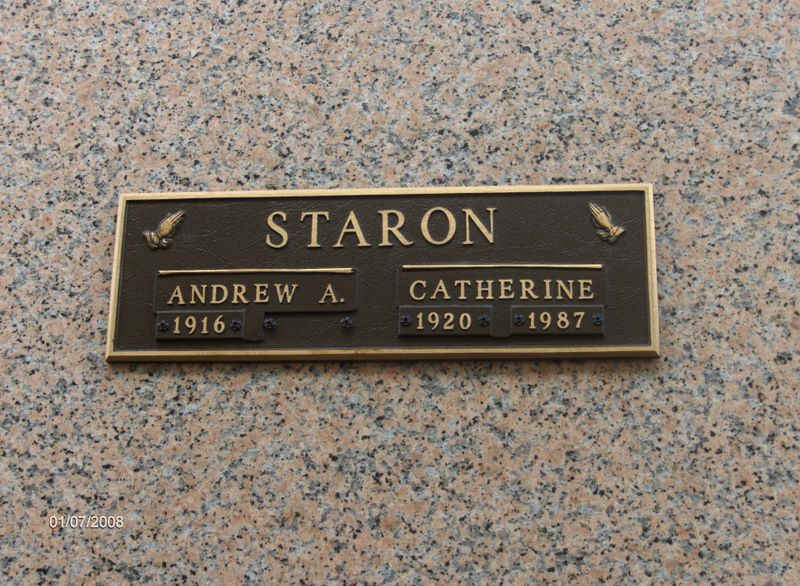 STARON
ANDREW A.
1916
CATHERINE
1920 1987
01/07/2008